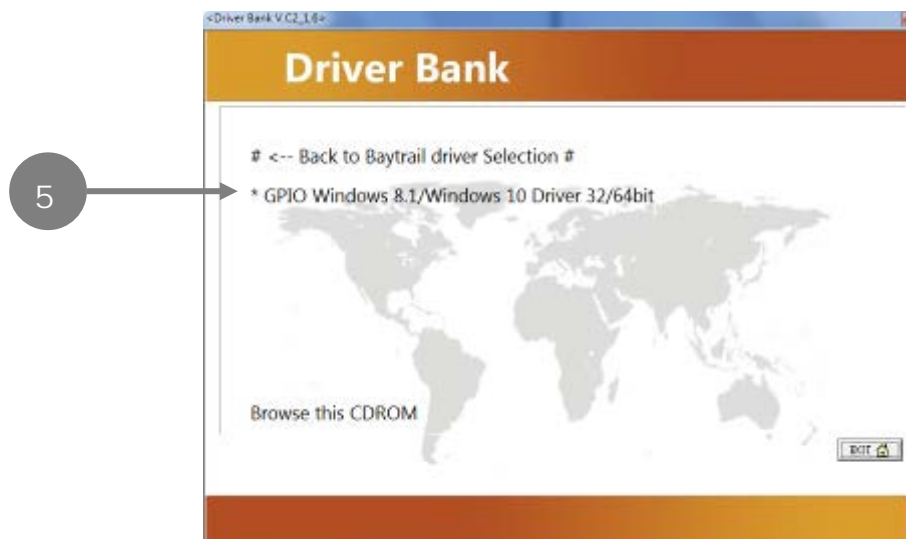 <Driver Bank V.C2_1.6>
Driver Bank
# <-- Back to Baytrail driver Selection #
5
* GPIO Windows 8.1/Windows 10 Driver 32/64bit
Browse this CDROM
EXIT